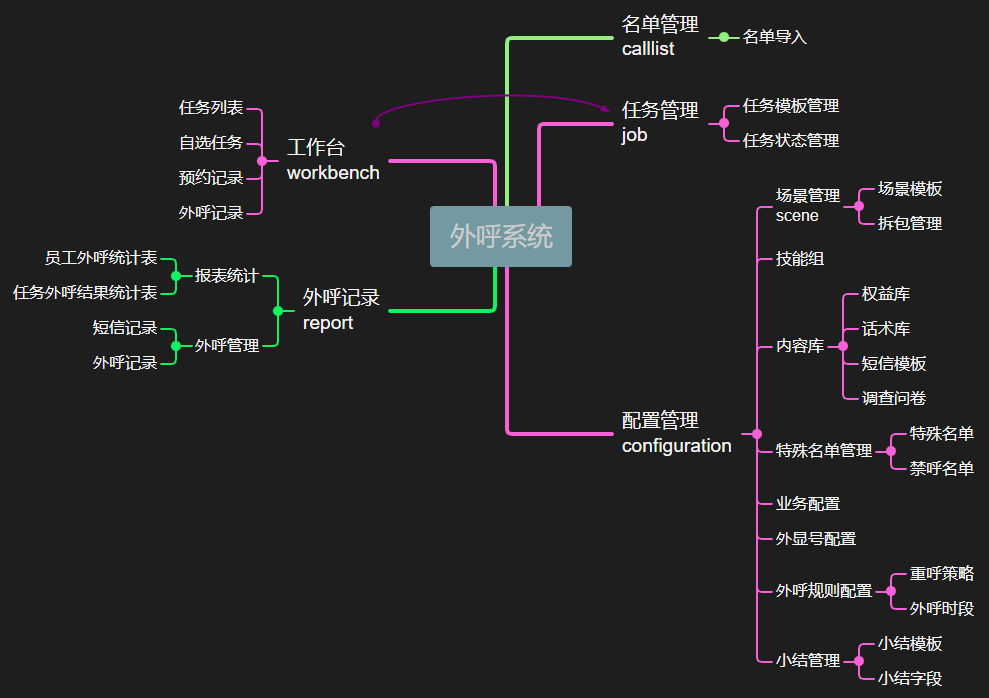 外呼系统
名单管理
calllist
名单导入
任务管理
job
任务模板管理
任务状态管理
配置管理
configuration
场景管理
scene
场景模板
拆包管理
技能组
内容库
权益库
话术库
短信模板
调查问卷
特殊名单管理
特殊名单
禁呼名单
业务配置
外显号配置
外呼规则配置
重呼策略
外呼时段
小结管理
小结模板
小结字段
工作台
workbench
任务列表
自选任务
预约记录
外呼记录
外呼记录
report
报表统计
员工外呼统计表
任务外呼结果统计表
外呼管理
短信记录
外呼记录